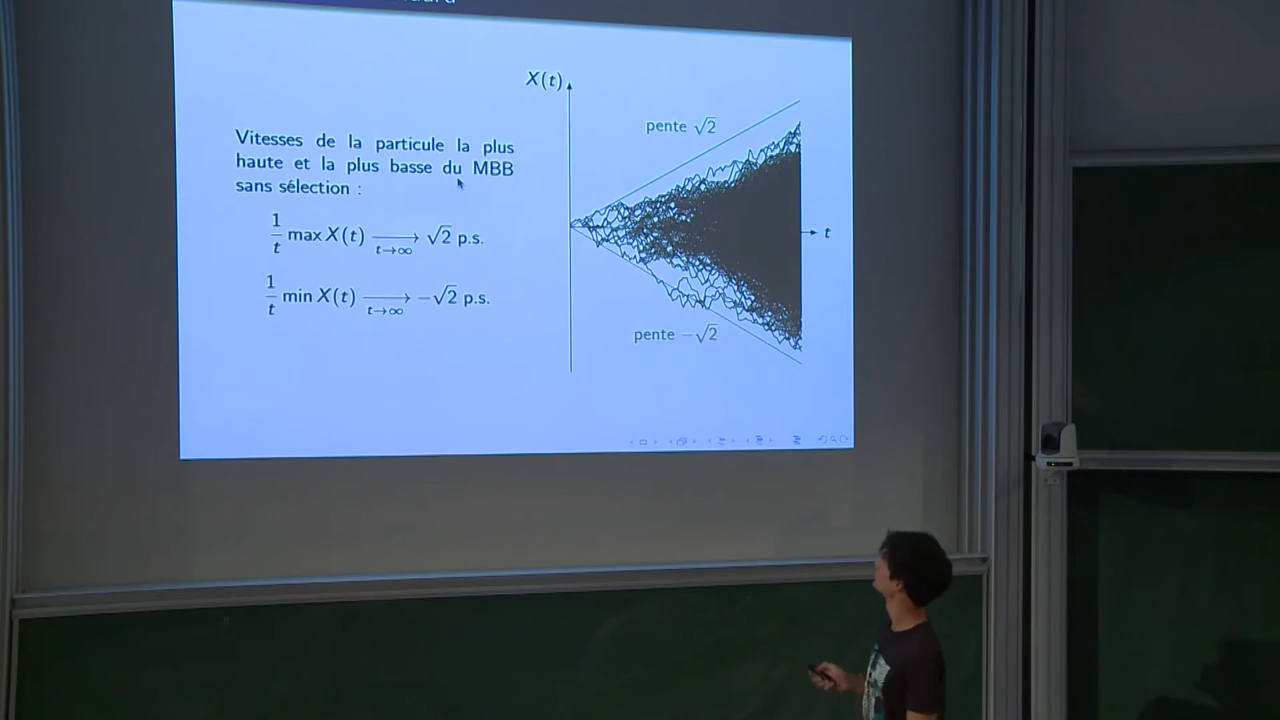 Vitesses de la particule la plus
haute et la plus basse du MBB
sans sélection :
1/t max X(t) ⟶ √2 p.s.
t→∞
1/t min X(t) ⟶ −√2 p.s.
t→∞
X(t)
pente √2
t
pente −√2